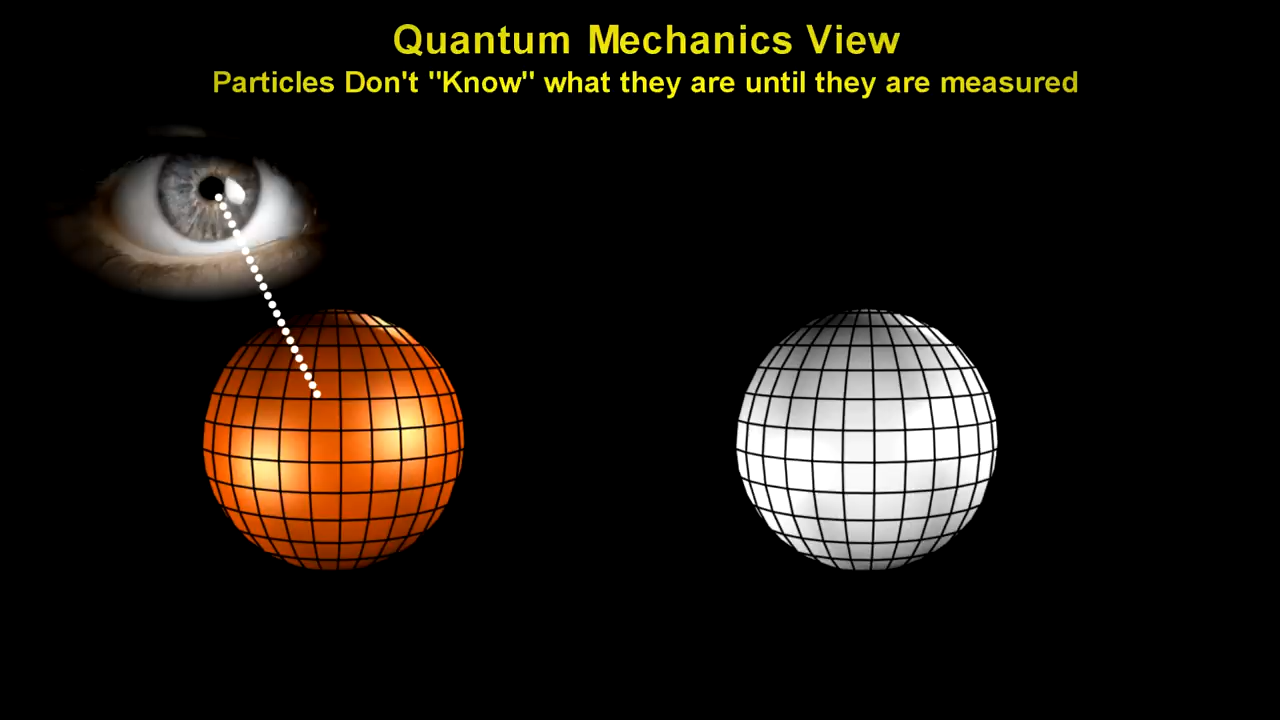 Quantum Mechanics View
Particles Don't "Know" what they are until they are measured